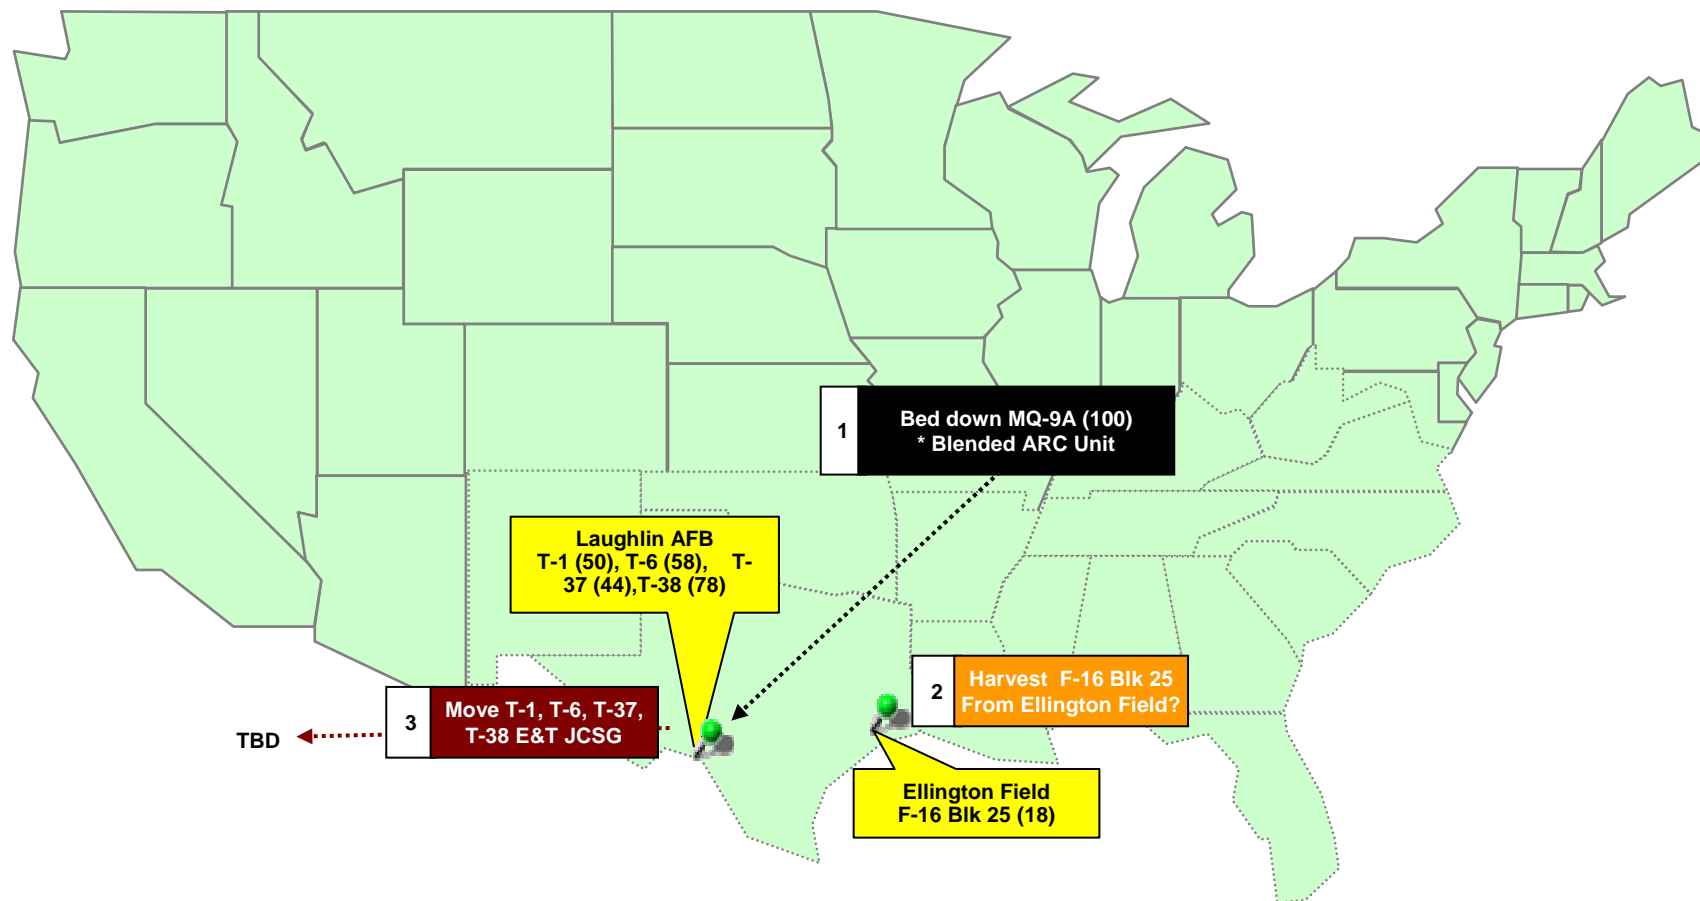 1
Bed down MQ-9A (100)
* Blended ARC Unit
Laughlin AFB
T-1 (50), T-6 (58), T-
37 (44),T-38 (78)
2
Harvest F-16 Blk 25
From Ellington Field?
3
Move T-1, T-6, T-37,
T-38 E&T JCSG
TBD
Ellington Field
F-16 Blk 25 (18)